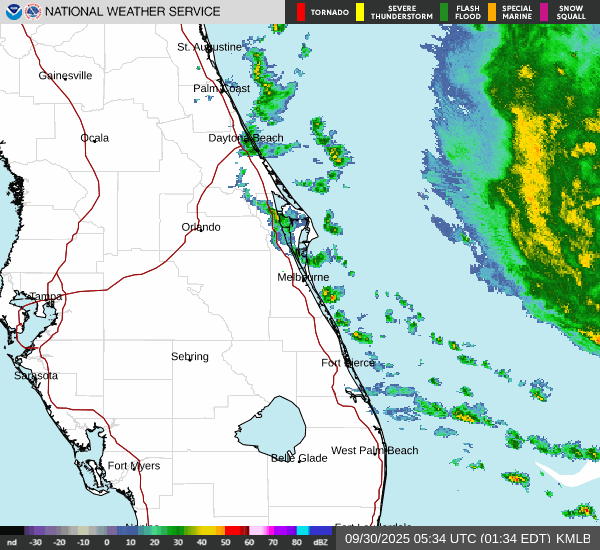 NATIONAL WEATHER SERVICE
TORNADO
SEVERE THUNDERSTORM
FLASH FLOOD
SPECIAL MARINE
SNOW SQUALL
St. Augustine
Gainesville
Palm Coast
Ocala
Daytona Beach
Orlando
Melbourne
Tampa
Sebring
Fort Pierce
Sarasota
West Palm Beach
Belle Glade
Fort Myers
Fort Lauderdale
nd -30 -20 -10 0 10 20 30 40 50 60 70 80 dBZ
09/30/2025 05:34 UTC (01:34 EDT) KMLB